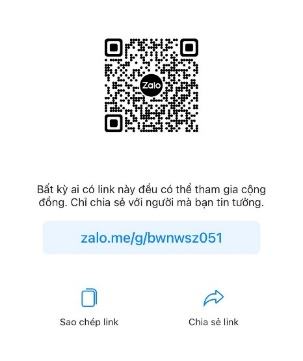 Zalo
Bất kỳ ai có link này đều có thể tham gia cộng
đồng. Chỉ chia sẻ với người mà bạn tin tưởng.
zalo.me/g/bwnwsz051
Sao chép link
Chia sẻ link